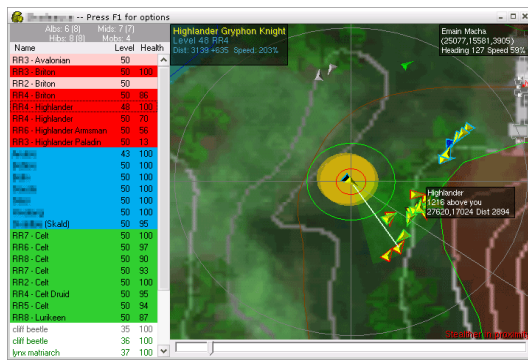 -- Press F1 for options
Albs: 6 (8) Mids: 7 (7)
Hibs: 8 (8) Mobs: 4
Name Level Health
RR3 - Avalonian 50
RR3 - Briton 50 100
RR2 - Briton 50
RR4 - Briton 50 86
RR4 - Highlander 48 100
RR4 - Highlander 50 70
RR6 - Highlander Armsman 50 56
RR3 - Highlander Paladin 50 13
43 100
50 100
50 100
50 100
50 100
50 100
(Skald) 50 95
RR7 - Celt 50 100
RR6 - Celt 50 97
RR8 - Celt 50 90
RR7 - Celt 50 93
RR2 - Celt 50 100
RR4 - Celt Druid 50 95
RR5 - Celt 50 94
RR8 - Lurikeen 50 87
cliff beetle 35 100
cliff beetle 36 100
lynx matriarch 37 100
Highlander Gryphon Knight
Level 48 RR4
Dist: 3139 +635 Speed: 203%
Emain Macha
(25077,15581,3905)
Heading 127 Speed 59%
Highlander
1216 above you
27620,17024 Dist 2894